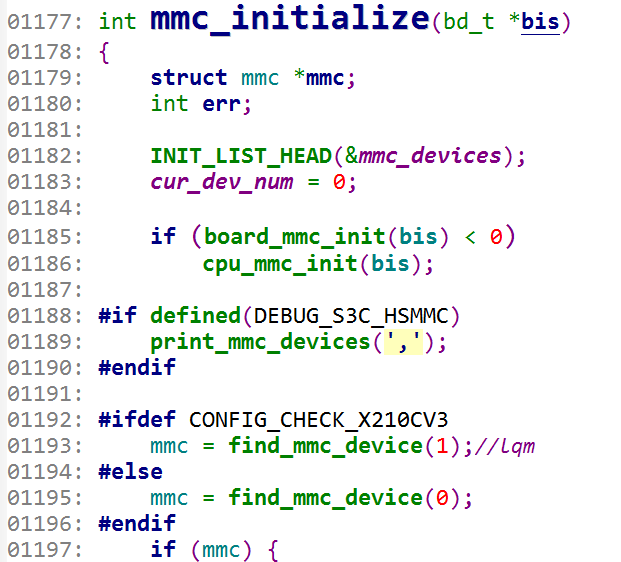 01177: int mmc_initialize(bd_t *bis)
01178: {
01179:     struct mmc *mmc;
01180:     int err;
01181:
01182:     INIT_LIST_HEAD(&mmc_devices);
01183:     cur_dev_num = 0;
01184:
01185:     if (board_mmc_init(bis) < 0)
01186:         cpu_mmc_init(bis);
01187:
01188: #if defined(DEBUG_S3C_HSMMC)
01189:     print_mmc_devices(',');
01190: #endif
01191:
01192: #ifdef CONFIG_CHECK_X210CV3
01193:     mmc = find_mmc_device(1);//lqm
01194: #else
01195:     mmc = find_mmc_device(0);
01196: #endif
01197:     if (mmc) {